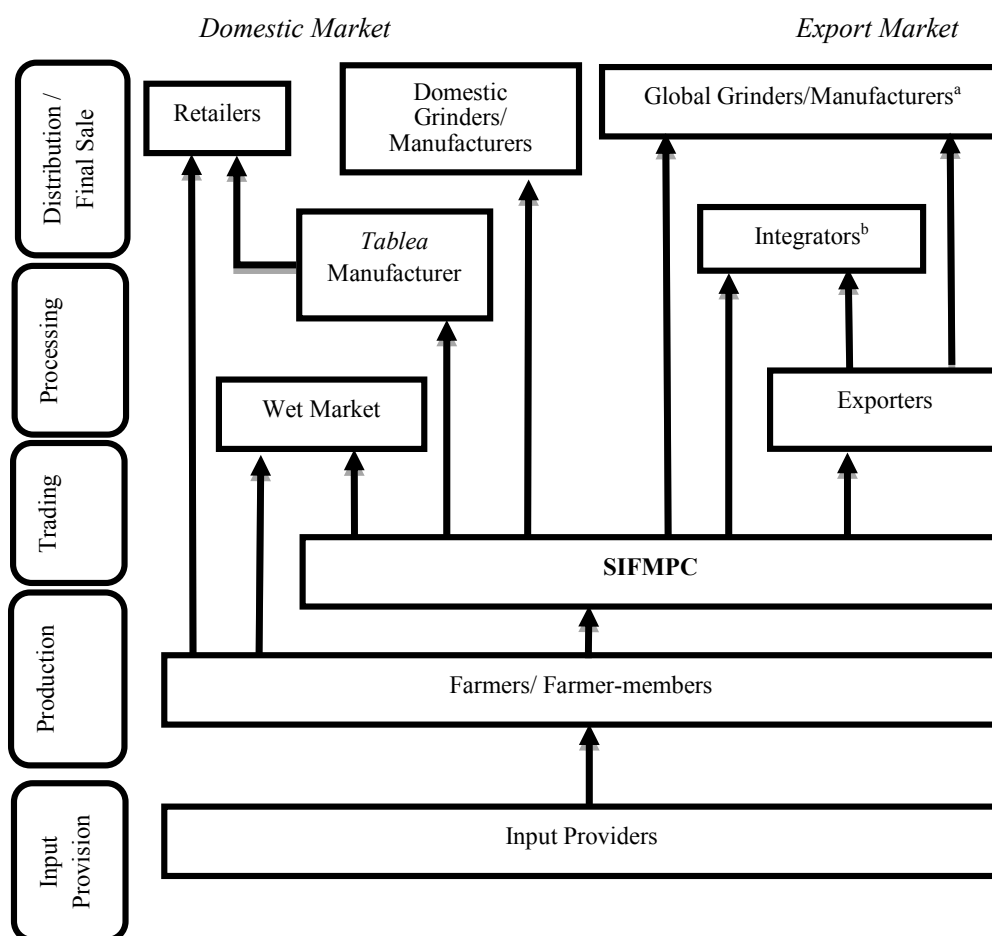 Domestic Market
Export Market
Distribution /
Final Sale
Retailers
Domestic
Grinders/
Manufacturers
Global Grinders/Manufacturersᵃ
Tablea
Manufacturer
Integratorsᵇ
Processing
Wet Market
Exporters
Trading
SIFMPC
Production
Farmers/ Farmer-members
Input
Provision
Input Providers